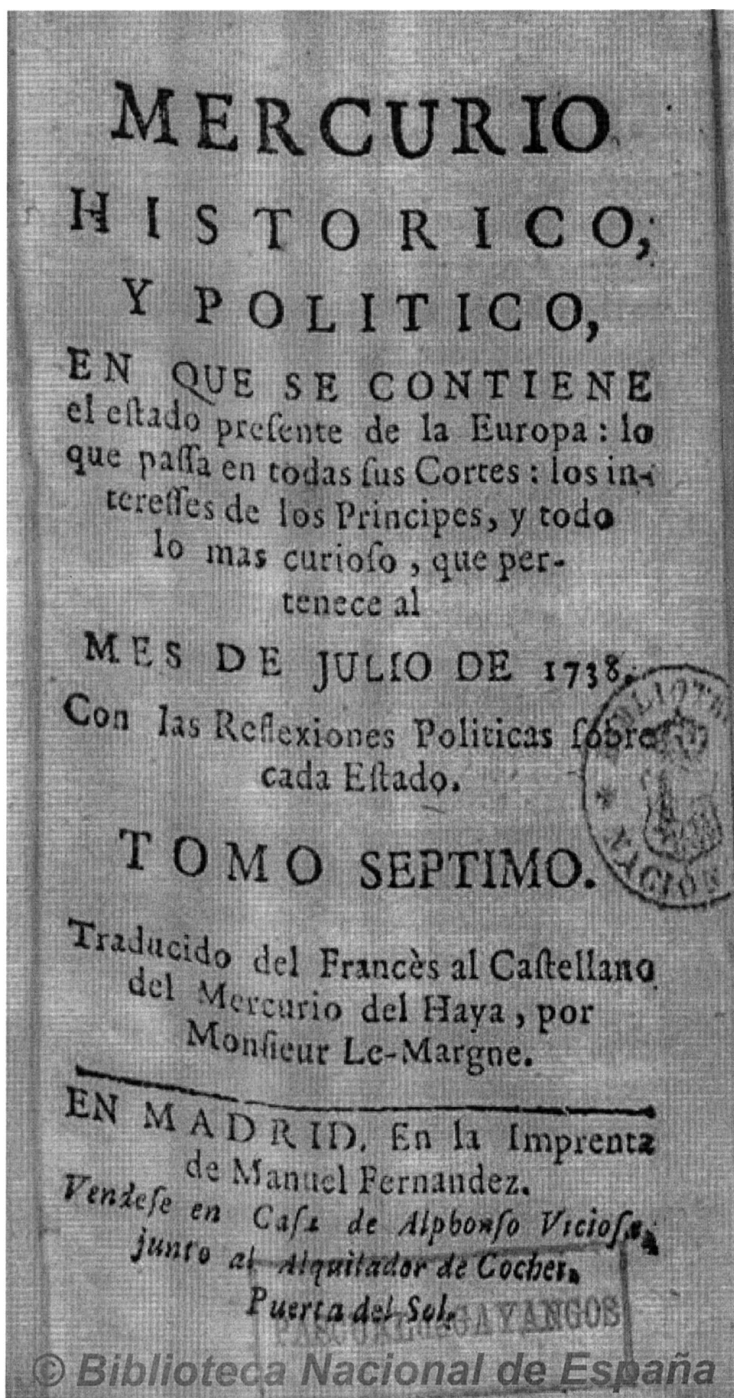 MERCURIO
HISTORICO,
Y POLITICO,
EN QUE SE CONTIENE
el eſtado preſente de la Europa : lo
que paſſa en todas ſus Cortes : los in-
tereſſes de los Principes, y todo
lo mas curioſo , que per-
tenece al
MES DE JULIO DE 1738.
Con las Reflexiones Politicas ſobre
cada Eſtado.
TOMO SEPTIMO.
Traducido del Francès al Caſtellano
del Mercurio del Haya , por
Monſieur Le-Margne.
EN MADRID. En la Imprenta
de Manuel Fernandez.
Vendeſe en Caſa de Alphonſo Vicioſo,
junto al Alquilador de Coches.
Puerta del Sol.
PASCUAL de GAYANGOS
© Biblioteca Nacional de España